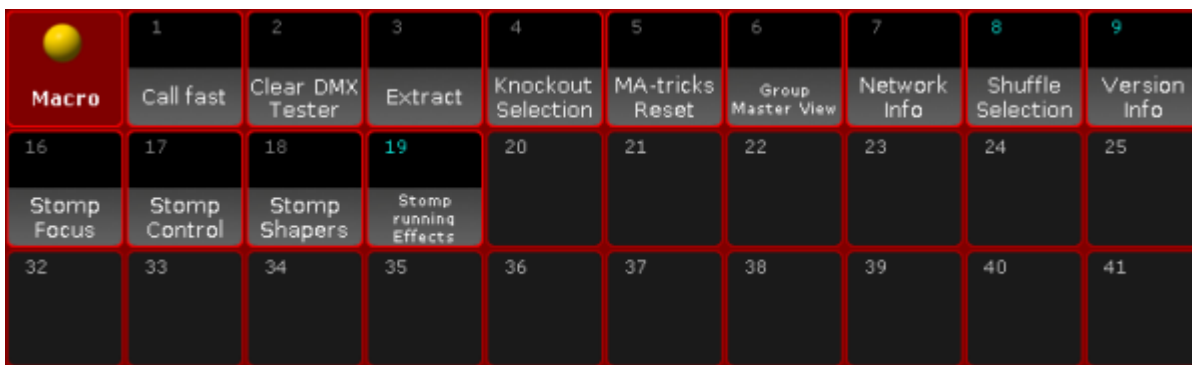 1 2 3 4 5 6 7 8 9
Macro Call fast Clear DMX Tester Extract Knockout Selection MA-tricks Reset Group Master View Network Info Shuffle Selection Version Info
16 17 18 19 20 21 22 23 24 25
Stomp Focus Stomp Control Stomp Shapers Stomp running Effects
32 33 34 35 36 37 38 39 40 41